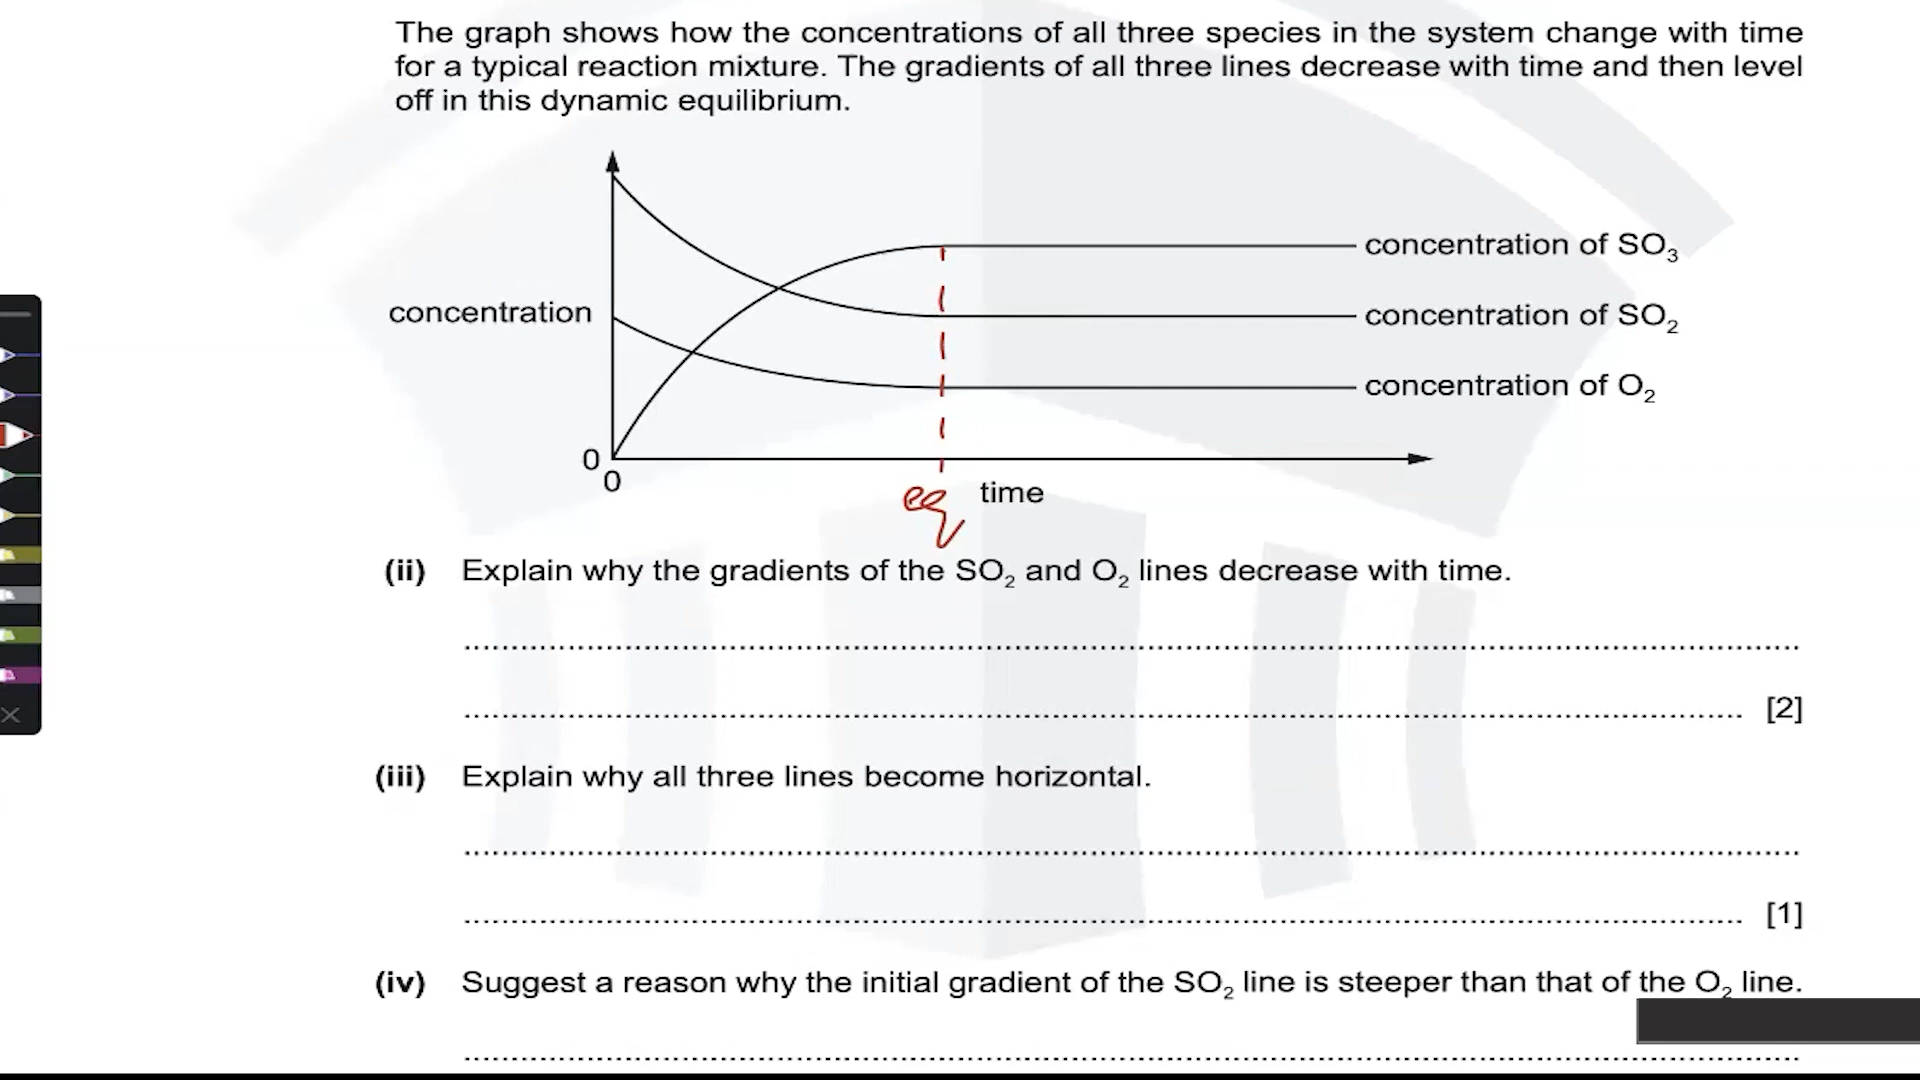 The graph shows how the concentrations of all three species in the system change with time
for a typical reaction mixture. The gradients of all three lines decrease with time and then level
off in this dynamic equilibrium.
concentration of SO₃
concentration
concentration of SO₂
concentration of O₂
0
0
eq
time
(ii) Explain why the gradients of the SO₂ and O₂ lines decrease with time.
[2]
(iii) Explain why all three lines become horizontal.
[1]
(iv) Suggest a reason why the initial gradient of the SO₂ line is steeper than that of the O₂ line.